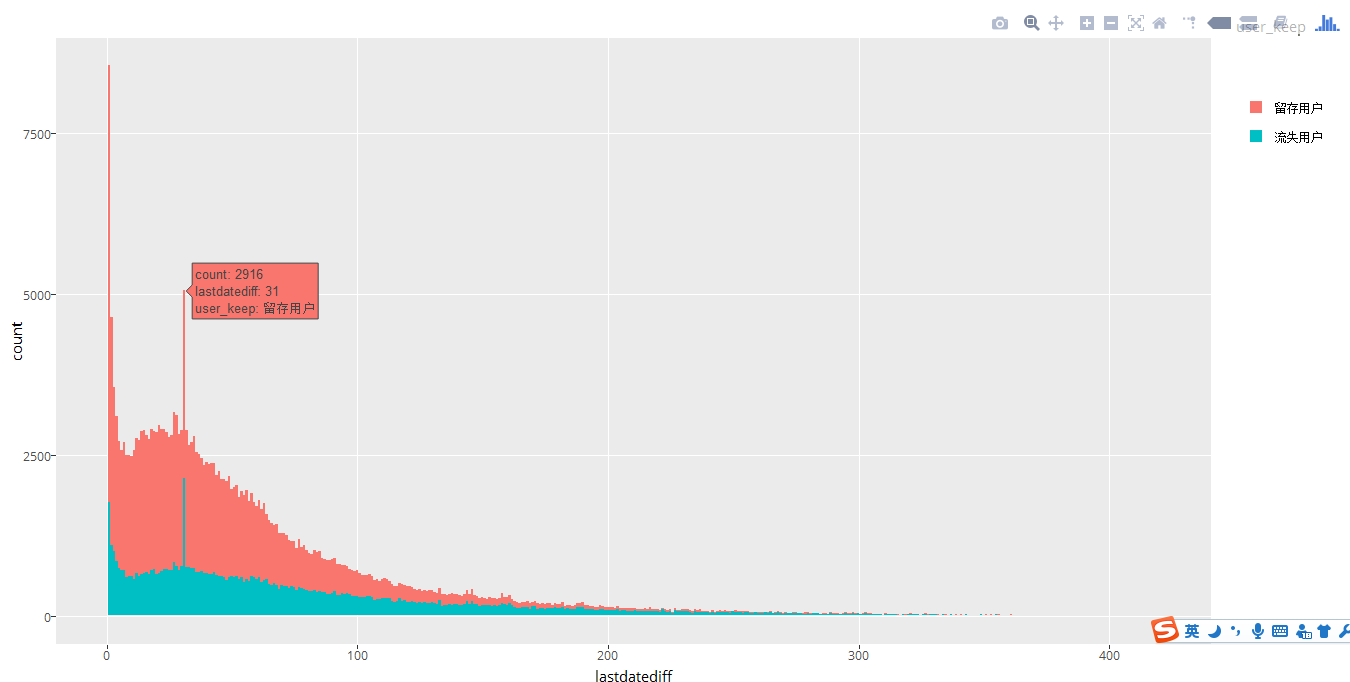 user_keep
留存用户
流失用户
7500
5000
2500
0
count
count: 2916
lastdatediff: 31
user_keep: 留存用户
0
100
200
300
400
lastdatediff
S
英